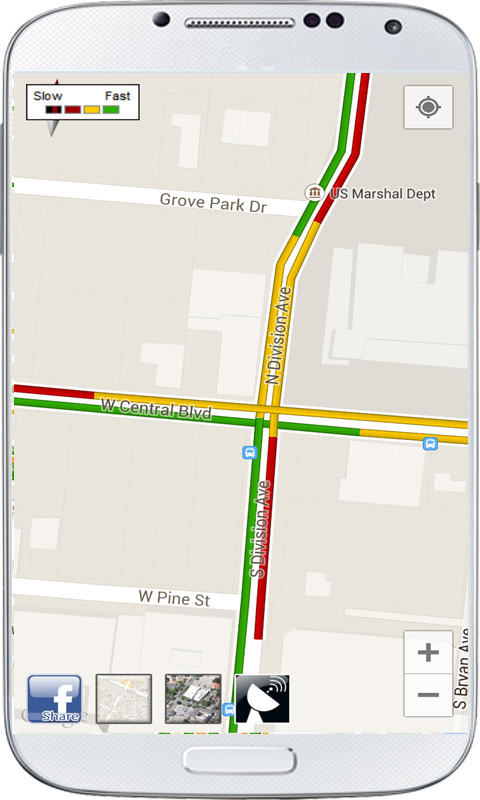 Slow Fast
Grove Park Dr
US Marshal Dept
N Division Ave
W Central Blvd
S Division Ave
W Pine St
S Bryan Ave
f
Share